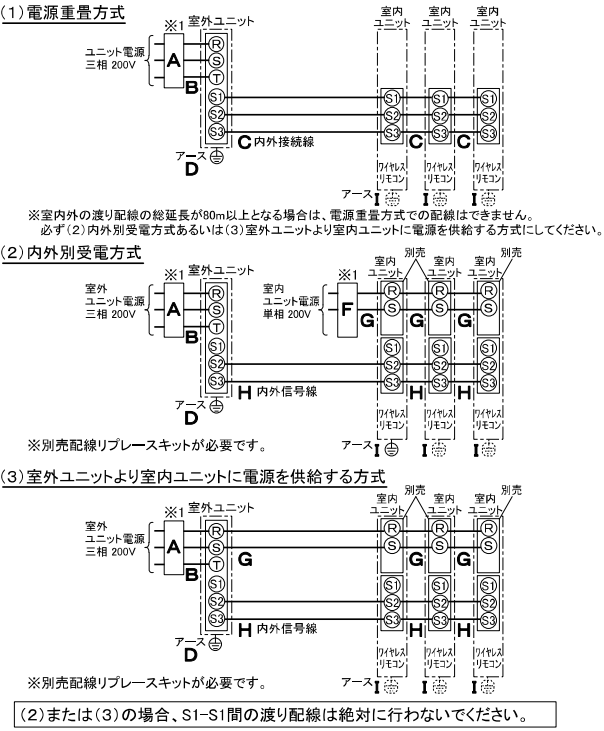 （1）電源重畳方式
※1 室外ユニット
室内ユニット 室内ユニット 室内ユニット
ユニット電源
三相 200V
A
B
R
S
T
S1 S1 S1 S1
S2 S2 S2 S2
S3 S3 S3 S3
C 内外接続線 C C
アース
D
ワイヤレスリモコン ワイヤレスリモコン ワイヤレスリモコン
アース I I I
※室内外の渡り配線の総延長が80m以上となる場合は、電源重畳方式での配線はできません。
必ず（2）内外別受電方式あるいは（3）室外ユニットより室内ユニットに電源を供給する方式にしてください。
（2）内外別受電方式
別売 別売
※1 室外ユニット ※1
室内ユニット 室内ユニット 室内ユニット
室外
ユニット電源
三相 200V
A
B
R
S
T
室内
ユニット電源
単相 200V
F
R R R
S S S
G G G
S1 S1 S1 S1
S2 S2 S2 S2
S3 S3 S3 S3
H 内外信号線 H H
アース
D
ワイヤレスリモコン ワイヤレスリモコン ワイヤレスリモコン
※別売配線リプレースキットが必要です。
アース I I I
（3）室外ユニットより室内ユニットに電源を供給する方式
別売 別売
※1 室外ユニット
室内ユニット 室内ユニット 室内ユニット
室外
ユニット電源
三相 200V
A
B
R R R R
S S S S
T
G G G
S1 S1 S1 S1
S2 S2 S2 S2
S3 S3 S3 S3
H 内外信号線 H H
アース
D
ワイヤレスリモコン ワイヤレスリモコン ワイヤレスリモコン
※別売配線リプレースキットが必要です。
アース I I I
（2）または（3）の場合、S1-S1間の渡り配線は絶対に行わないでください。